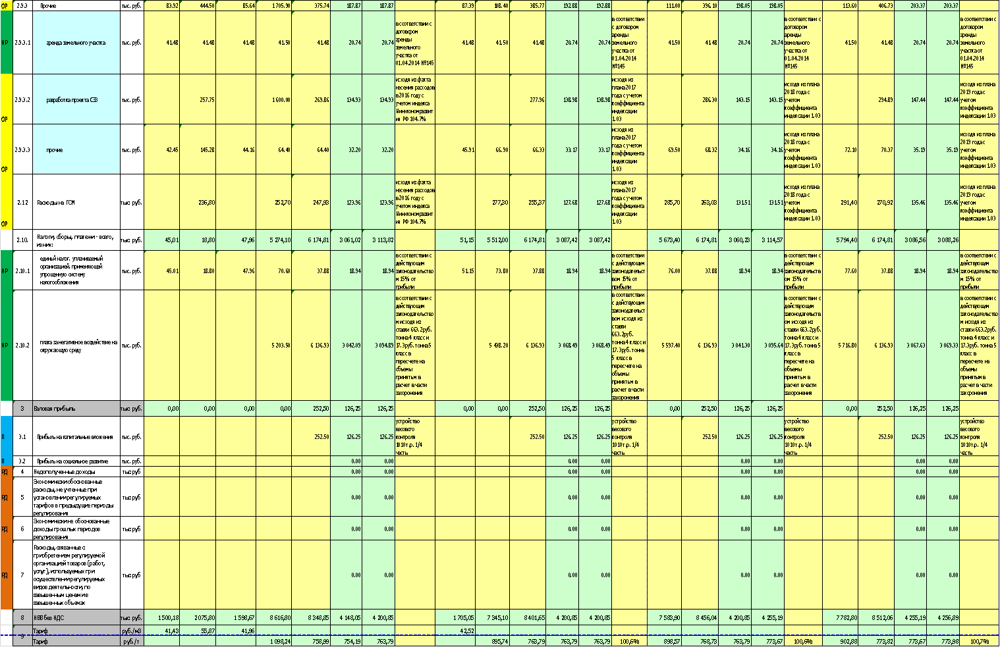 ОР 2.9.3 Прочие тыс. руб. 83.92 444.50 85.64 1705.90 375.74 187.87 187.87 87.39 108.40 385.77 192.88 192.88 111.00 396.10 198.05 198.05 113.60 406.73 203.37 203.37
НР 2.9.3.1 аренда земельного участка тыс. руб. 41.48 41.48 41.48 41.50 41.48 20.74 20.74 в соответствии с договором аренды земельного участка от 01.04.2014 №145 41.48 41.50 41.48 20.74 20.74 в соответствии с договором аренды земельного участка от 01.04.2014 №145 41.50 41.48 20.74 20.74 в соответствии с договором аренды земельного участка от 01.04.2014 №145 41.50 41.48 20.74 20.74 в соответствии с договором аренды земельного участка от 01.04.2014 №145
ОР 2.9.3.2 разработка проекта СЗЗ тыс. руб. 257.75 1 600.00 269.86 134.93 134.93 исходя из факта несения расходов в 2016 году с учетом индекса Минэкономразвития РФ 104.7% 277.96 138.98 138.98 исходя из плана 2017 года с учетом коэффициента индексации 1.03 286.30 143.15 143.15 исходя из плана 2018 года с учетом коэффициента индексации 1.03 294.89 147.44 147.44 исходя из плана 2019 года с учетом коэффициента индексации 1.03
ОР 2.9.3.3 прочие тыс. руб. 42.45 145.28 44.16 64.40 64.40 32.20 32.20 45.91 66.90 66.33 33.17 33.17 исходя из плана 2017 года с учетом коэффициента индексации 1.03 69.50 68.32 34.16 34.16 исходя из плана 2018 года с учетом коэффициента индексации 1.03 72.10 70.37 35.19 35.19 исходя из плана 2019 года с учетом коэффициента индексации 1.03
ОР 2.12 Расходы на ГСМ тыс руб. 236,80 252,70 247,93 123.96 123.96 исходя из факта несения расходов в 2016 году с учетом индекса Минэкономразвития РФ 104.7% 277,30 255,37 127.68 127.68 исходя из плана 2017 года с учетом коэффициента индексации 1.03 285,70 263,03 131.51 131.51 исходя из плана 2018 года с учетом коэффициента индексации 1.03 291,40 270,92 135.46 135.46 исходя из плана 2019 года с учетом коэффициента индексации 1.03
2.10. Налоги, сборы, платежи - всего, из них: тыс руб. 45,01 18,80 47,96 5 274,10 6 174,81 3 061,02 3 113,82 51,15 5 512,00 6 174,81 3 087,42 3 087,42 5 673,40 6 174,81 3 060,23 3 114,57 5794,40 6 174,81 3 086,56 3 088,26
НР 2.10.1 единый налог, уплачиваемый организацией, применяющей упрощенную систему налогообложения тыс. руб. 45.01 18.80 47.96 70.60 37.88 18.94 18.94 в соответствии с действующим законодательством 15% от прибыли 51.15 73.80 37.88 18.94 18.94 в соответствии с действующим законодательством 15% от прибыли 76.00 37.88 18.94 18.94 в соответствии с действующим законодательством 15% от прибыли 77.60 37.88 18.94 18.94 в соответствии с действующим законодательством 15% от прибыли
НР 2.10.2 плата за негативное воздействие на окружающую среду тыс. руб. 5 203.50 6 136.93 3 042.09 3 094.89 в соответствии с действующим законодательством исходя из ставки 663.2руб. тонна 4 класс и 17.3руб. тонна 5 класс в пересчете на объемы принятым в расчет в части захоронения 5 438.20 6 136.93 3 068.49 3 068.49 в соответствии с действующим законодательством исходя из ставки 663.2руб. тонна 4 класс и 17.3руб. тонна 5 класс в пересчете на объемы принятым в расчет в части захоронения 5 597.40 6 136.93 3 041.30 3 095.64 в соответствии с действующим законодательством исходя из ставки 663.2руб. тонна 4 класс и 17.3руб. тонна 5 класс в пересчете на объемы принятым в расчет в части захоронения 5 716.80 6 136.93 3 067.63 3 069.33 в соответствии с действующим законодательством исходя из ставки 663.2руб. тонна 4 класс и 17.3руб. тонна 5 класс в пересчете на объемы принятым в расчет в части захоронения
3 Валовая прибыль тыс руб. 0,00 0,00 0,00 0,00 252,50 126,25 126,25 0,00 0,00 252,50 126,25 126,25 0,00 252,50 126,25 126,25 0,00 252,50 126,25 126,25
П 3.1 Прибыль на капитальные вложения тыс. руб. 252.50 126.25 126.25 устройство весового контроля 1010т.р. 1/4 часть 252.50 126.25 126.25 устройство весового контроля 1010т.р. 1/4 часть 252.50 126.25 126.25 устройство весового контроля 1010т.р. 1/4 часть 252.50 126.25 126.25 устройство весового контроля 1010т.р. 1/4 часть
П 3.2 Прибыль на социальное развитие тыс. руб. 0.00 0.00 0.00 0.00 0.00 0.00 0.00 0.00
РД 4 Недополученные доходы тыс руб 0.00 0.00 0.00 0.00 0.00 0.00 0.00 0.00
РД 5 Экономически обоснованные расходы, не учтенные при установлении регулируемых тарифов в предыдущие периоды регулирования тыс руб 0.00 0.00 0.00 0.00 0.00 0.00 0.00 0.00
РД 6 Экономически не обоснованные доходы прошлых периодов регулирования тыс руб 0.00 0.00 0.00 0.00 0.00 0.00 0.00 0.00
РД 7 Расходы, связанные с приобретением регулируемой организацией товаров (работ, услуг), используемых при осуществлении регулируемых видов деятельности, по завышенным ценам и в завышенных объемах тыс руб 0.00 0.00 0.00 0.00 0.00 0.00 0.00 0.00
8 НВВ без НДС тыс руб. 1 500,18 2 075,80 1 598,67 8 616,80 8 348,85 4 148,05 4 200,85 1 705,05 7 345,10 8 401,65 4 200,85 4 200,85 7 583,90 8 456,04 4 200,85 4 255,19 7 782,80 8 512,06 4 255,19 4 256,89
9 Тариф руб./м3 41,43 55,87 41,96 42,52
Тариф руб./т 1 098,24 758,99 754,19 763,79 895,74 763,79 763,79 763,79 100,6% 898,57 768,73 763,79 773,67 100,6% 902,88 773,82 773,67 773,98 100,7%